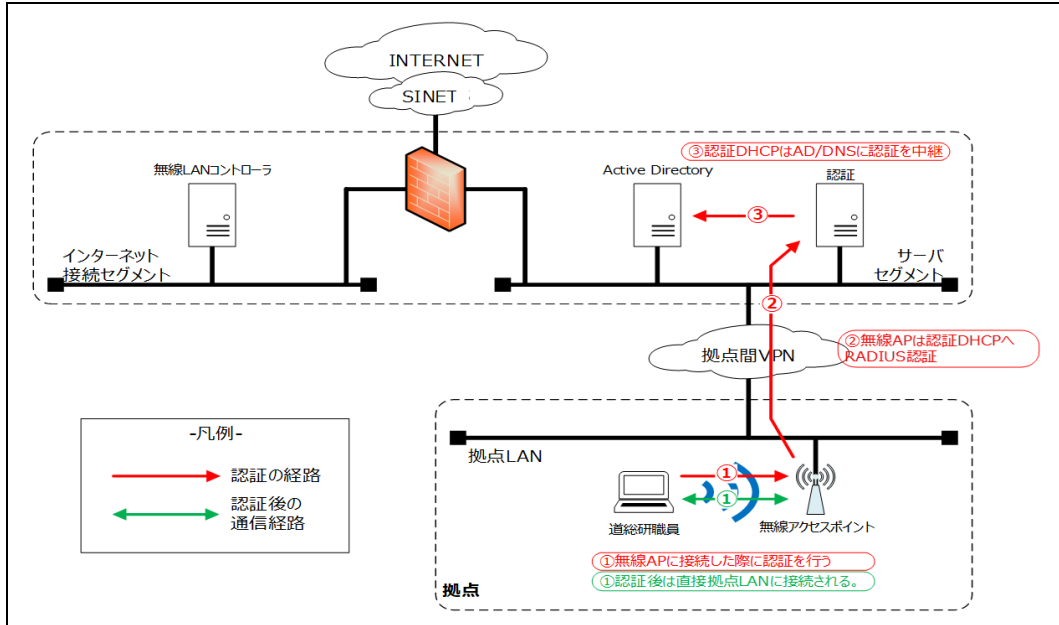 INTERNET
SINET
③認証DHCPはAD/DNSに認証を中継
無線LANコントローラ
Active Directory
認証
③
インターネット
接続セグメント
サーバ
セグメント
②
拠点間VPN
②無線APは認証DHCPへ
RADIUS認証
-凡例-
認証の経路
認証後の
通信経路
拠点LAN
①
①
道総研職員
無線アクセスポイント
①無線APに接続した際に認証を行う
①認証後は直接拠点LANに接続される。
拠点